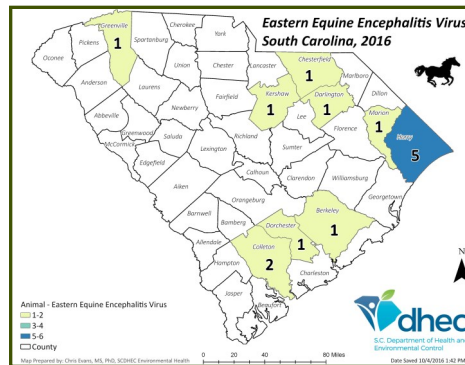 Eastern Equine Encephalitis Virus
South Carolina, 2016
Cherokee
York
Greenville
1
Spartanburg
Pickens
Oconee
Union
Chester
Lancaster
Chesterfield
1
Marlboro
Anderson
Laurens
Kershaw
1
Darlington
1
Dillon
Fairfield
Newberry
Abbeville
Greenwood
Lee
Marion
1
Horry
5
Florence
McCormick
Saluda
Richland
Lexington
Sumter
Edgefield
Calhoun
Clarendon
Williamsburg
Georgetown
Aiken
Orangeburg
Barnwell
Bamberg
Berkeley
1
Dorchester
1
Allendale
Colleton
2
Hampton
Charleston
Jasper
Beaufort
N
Animal - Eastern Equine Encephalitis Virus
1-2
3-4
5-6
County
dhec
S.C. Department of Health and
Environmental Control
Map Prepared by: Chris Evans, MS, PhD, SCDHEC Environmental Health
0 20 40 60 80 Miles
Date Saved 10/4/2016 1:42 PM